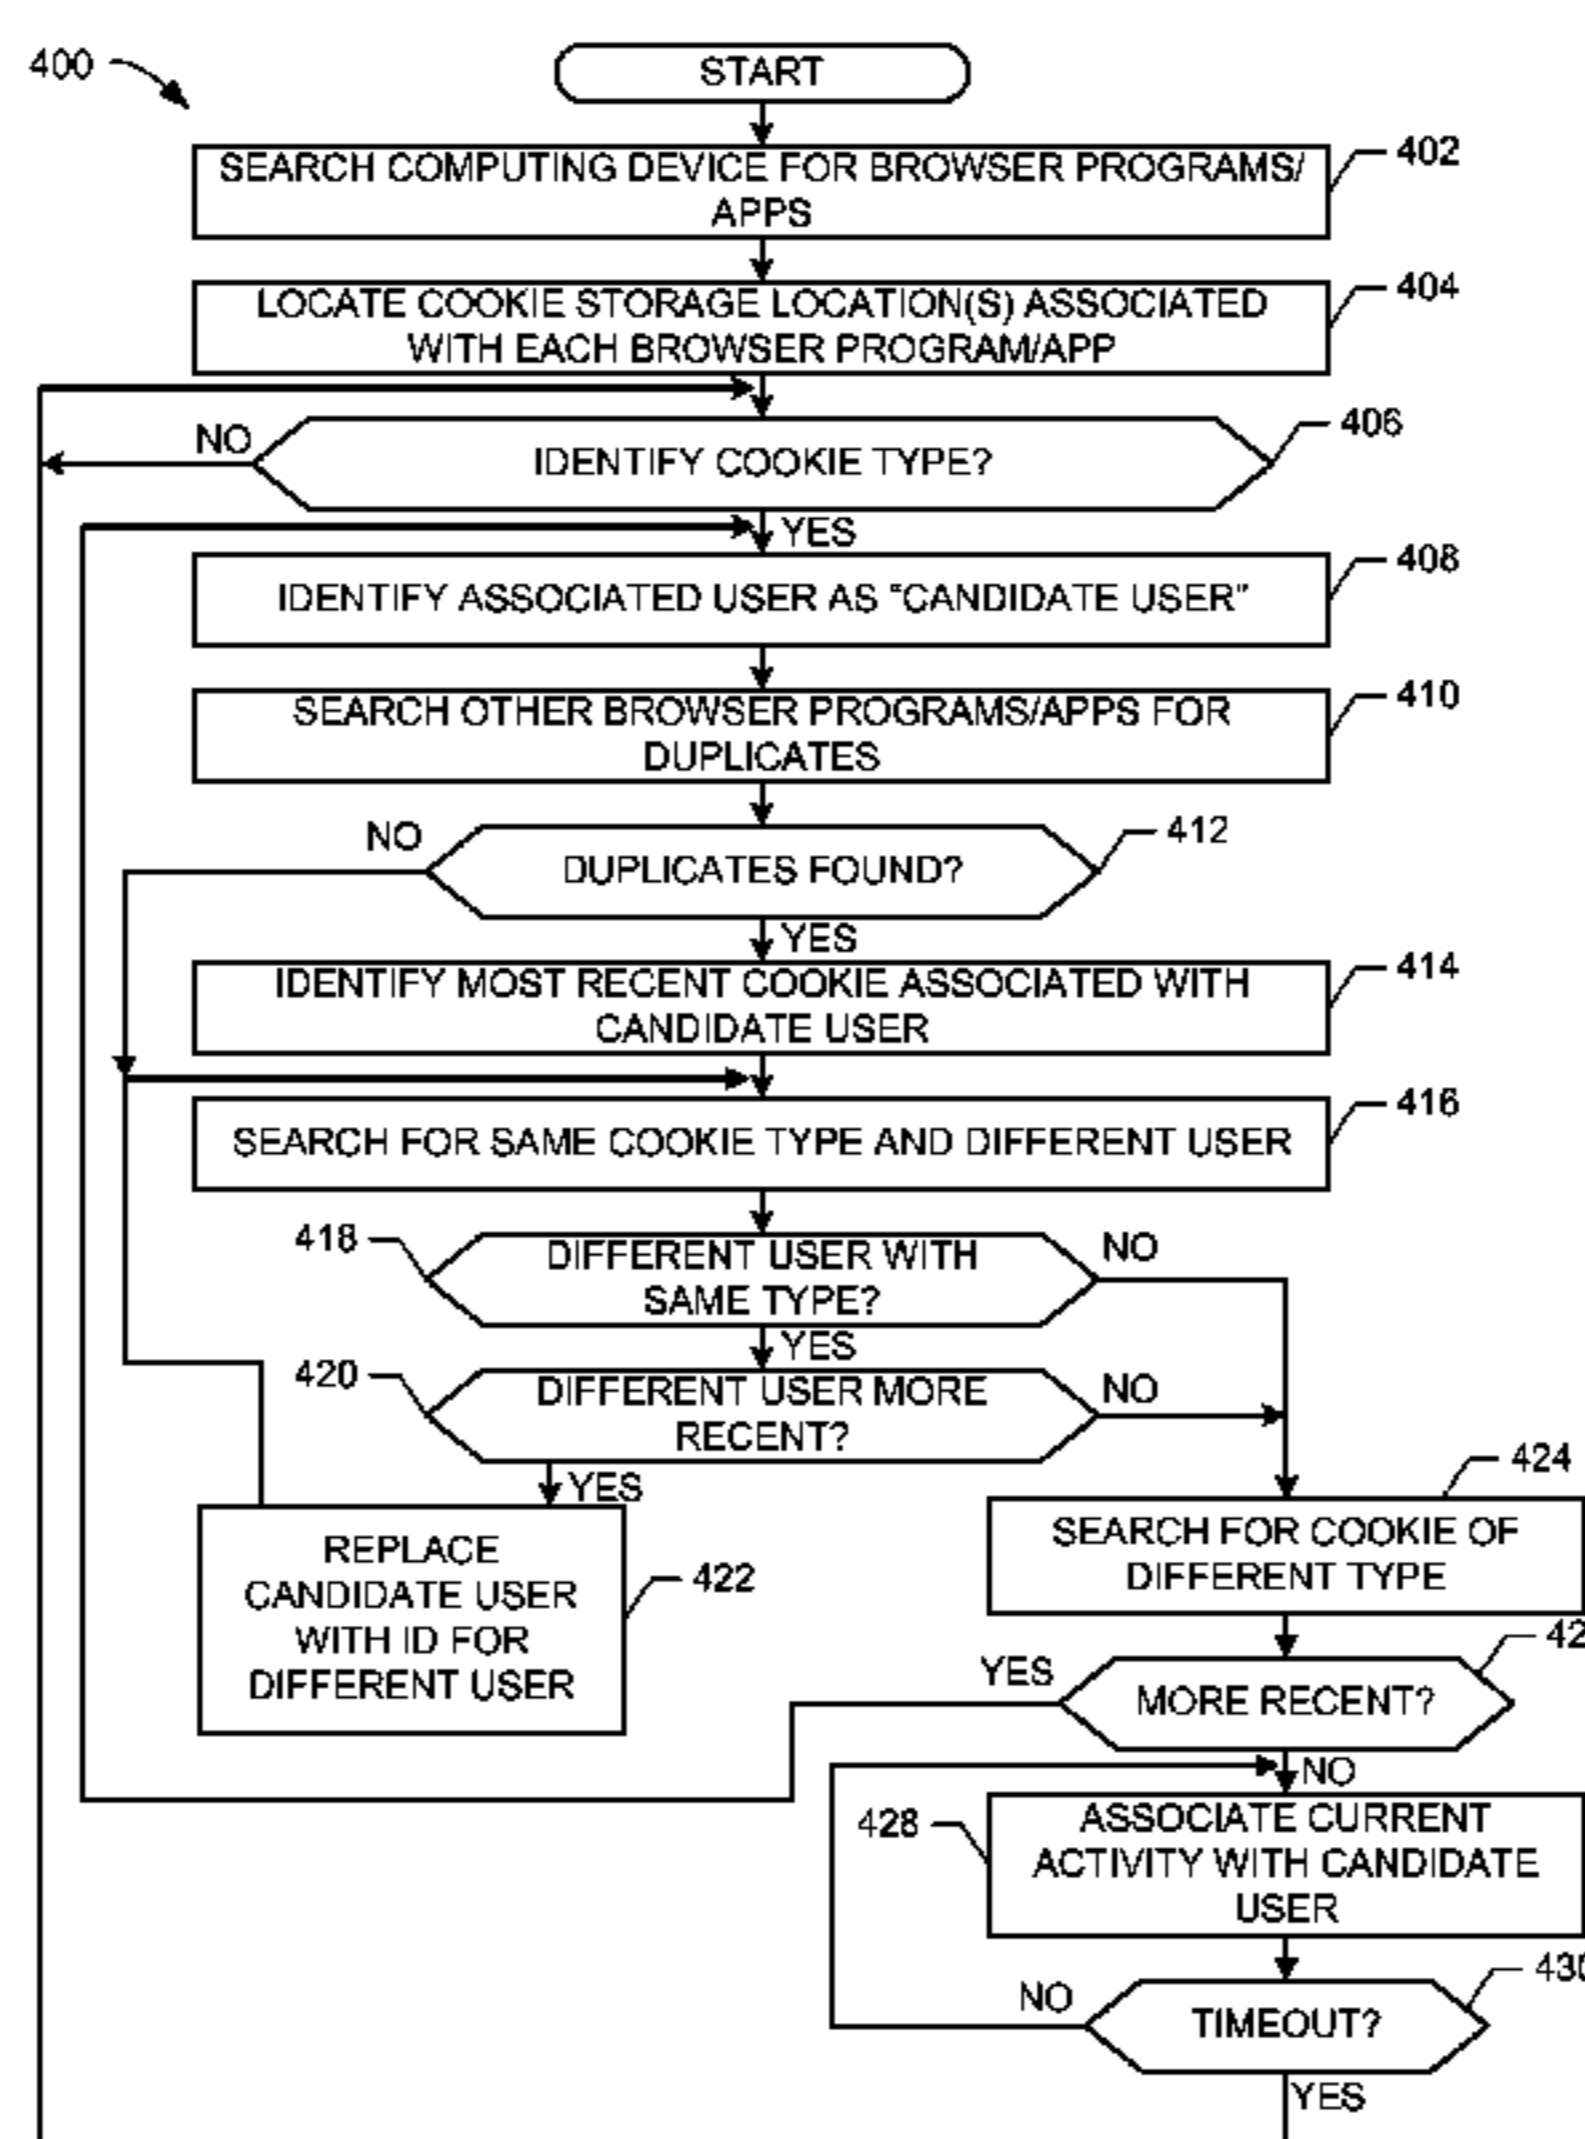 400
START
SEARCH COMPUTING DEVICE FOR BROWSER PROGRAMS/
APPS
402
LOCATE COOKIE STORAGE LOCATION(S) ASSOCIATED
WITH EACH BROWSER PROGRAM/APP
404
NO
IDENTIFY COOKIE TYPE?
406
YES
IDENTIFY ASSOCIATED USER AS "CANDIDATE USER"
408
SEARCH OTHER BROWSER PROGRAMS/APPS FOR
DUPLICATES
410
NO
DUPLICATES FOUND?
412
YES
IDENTIFY MOST RECENT COOKIE ASSOCIATED WITH
CANDIDATE USER
414
SEARCH FOR SAME COOKIE TYPE AND DIFFERENT USER
416
418
DIFFERENT USER WITH
SAME TYPE?
NO
YES
420
DIFFERENT USER MORE
RECENT?
NO
YES
REPLACE
CANDIDATE USER
WITH ID FOR
DIFFERENT USER
422
424
SEARCH FOR COOKIE OF
DIFFERENT TYPE
42
YES
MORE RECENT?
NO
428
ASSOCIATE CURRENT
ACTIVITY WITH CANDIDATE
USER
430
NO
TIMEOUT?
YES